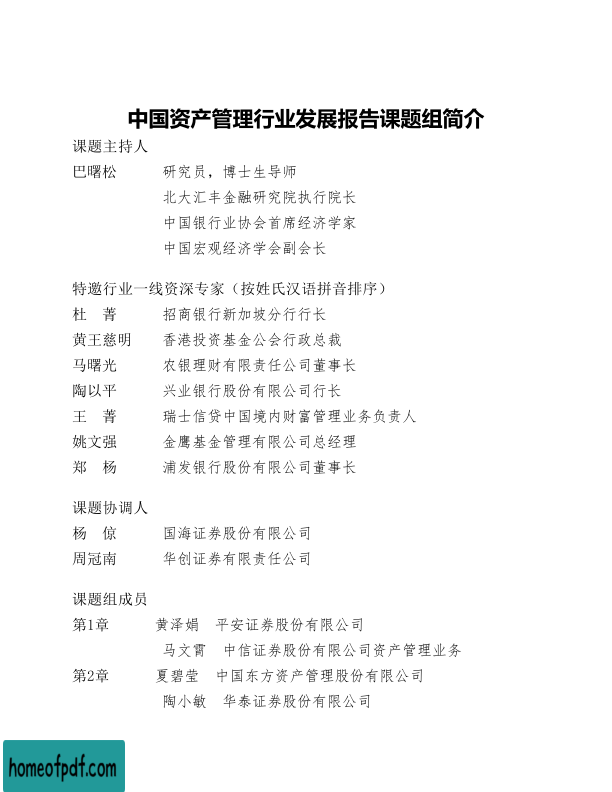 中国资产管理行业发展报告课题组简介
课题主持人
巴曙松 研究员，博士生导师
北大汇丰金融研究院执行院长
中国银行业协会首席经济学家
中国宏观经济学会副会长
特邀行业一线资深专家（按姓氏汉语拼音排序）
杜 菁 招商银行新加坡分行行长
黄王慈明 香港投资基金公会行政总裁
马曙光 农银理财有限责任公司董事长
陶以平 兴业银行股份有限公司行长
王 菁 瑞士信贷中国境内财富管理业务负责人
姚文强 金鹰基金管理有限公司总经理
郑 杨 浦发银行股份有限公司董事长
课题协调人
杨 倞 国海证券股份有限公司
周冠南 华创证券有限责任公司
课题组成员
第1章 黄泽娟 平安证券股份有限公司
马文霄 中信证券股份有限公司资产管理业务
第2章 夏碧莹 中国东方资产管理股份有限公司
陶小敏 华泰证券股份有限公司
homeofpdf.com